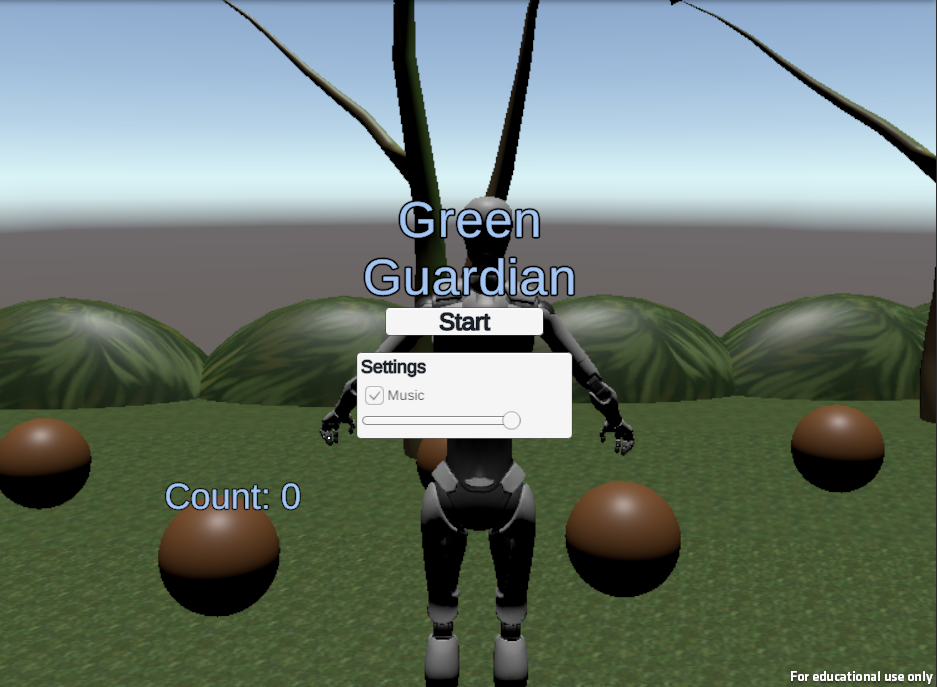 Green
Guardian
Start
Settings
Music
Count: 0
For educational use only